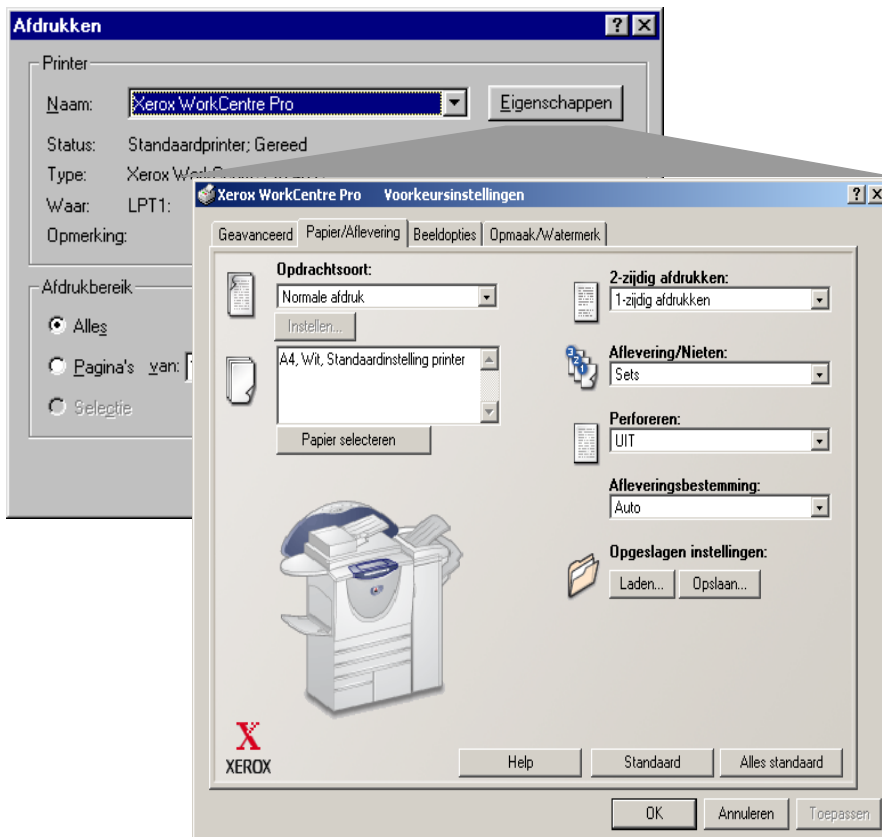 Afdrukken
Printer
Naam: Xerox WorkCentre Pro Eigenschappen
Status: Standaardprinter; Gereed
Type: Xerox
Waar: LPT1:
Opmerking:
Afdrukbereik
Alles
Pagina's van:
Selectie
Xerox WorkCentre Pro Voorkeursinstellingen
Geavanceerd Papier/Aflevering Beeldopties Opmaak/Watermerk
Opdrachtsoort:
Normale afdruk
Instellen...
A4, Wit, Standaardinstelling printer
Papier selecteren
2-zijdig afdrukken:
1-zijdig afdrukken
Aflevering/Nieten:
Sets
Perforeren:
UIT
Afleveringsbestemming:
Auto
Opgeslagen instellingen:
Laden... Opslaan...
XEROX
Help Standaard Alles standaard
OK Annuleren Toepassen